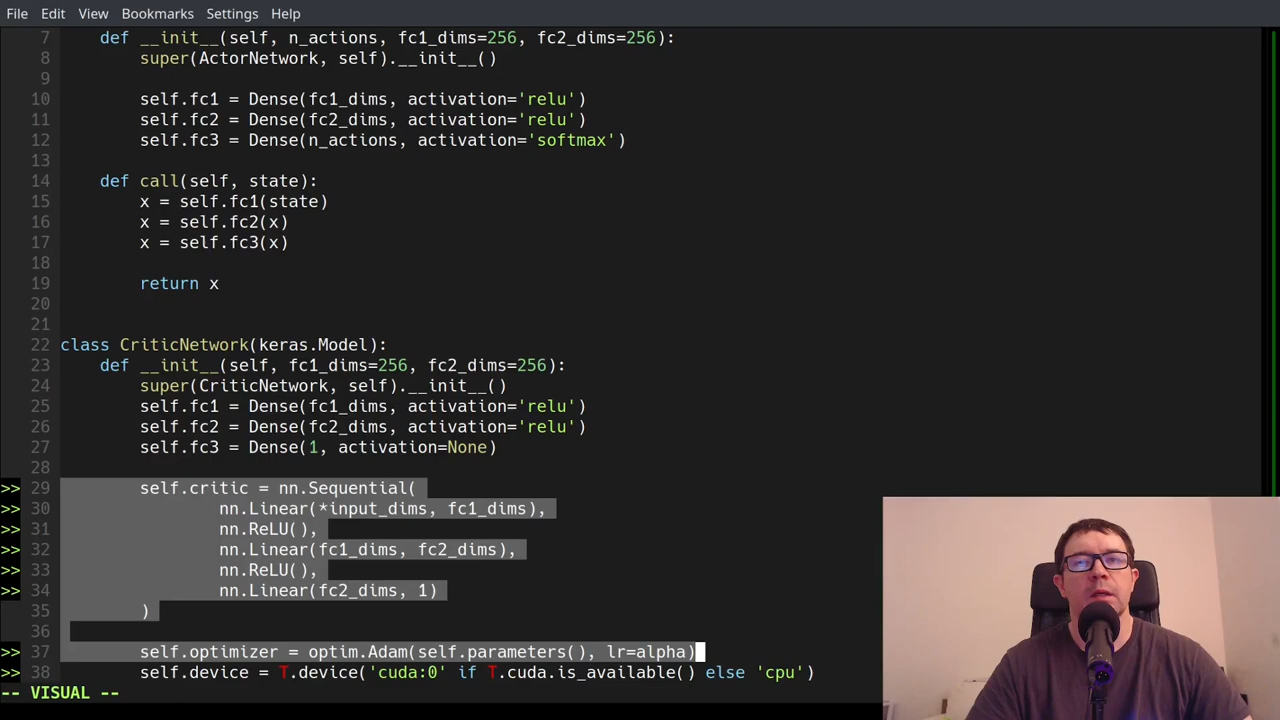 File Edit View Bookmarks Settings Help
7 def __init__(self, n_actions, fc1_dims=256, fc2_dims=256):
8 super(ActorNetwork, self).__init__()
9
10 self.fc1 = Dense(fc1_dims, activation='relu')
11 self.fc2 = Dense(fc2_dims, activation='relu')
12 self.fc3 = Dense(n_actions, activation='softmax')
13
14 def call(self, state):
15 x = self.fc1(state)
16 x = self.fc2(x)
17 x = self.fc3(x)
18
19 return x
20
21
22 class CriticNetwork(keras.Model):
23 def __init__(self, fc1_dims=256, fc2_dims=256):
24 super(CriticNetwork, self).__init__()
25 self.fc1 = Dense(fc1_dims, activation='relu')
26 self.fc2 = Dense(fc2_dims, activation='relu')
27 self.fc3 = Dense(1, activation=None)
28
>> 29 self.critic = nn.Sequential(
>> 30 nn.Linear(*input_dims, fc1_dims),
>> 31 nn.ReLU(),
>> 32 nn.Linear(fc1_dims, fc2_dims),
>> 33 nn.ReLU(),
>> 34 nn.Linear(fc2_dims, 1)
35 )
36
>> 37 self.optimizer = optim.Adam(self.parameters(), lr=alpha)
>> 38 self.device = T.device('cuda:0' if T.cuda.is_available() else 'cpu')
-- VISUAL --